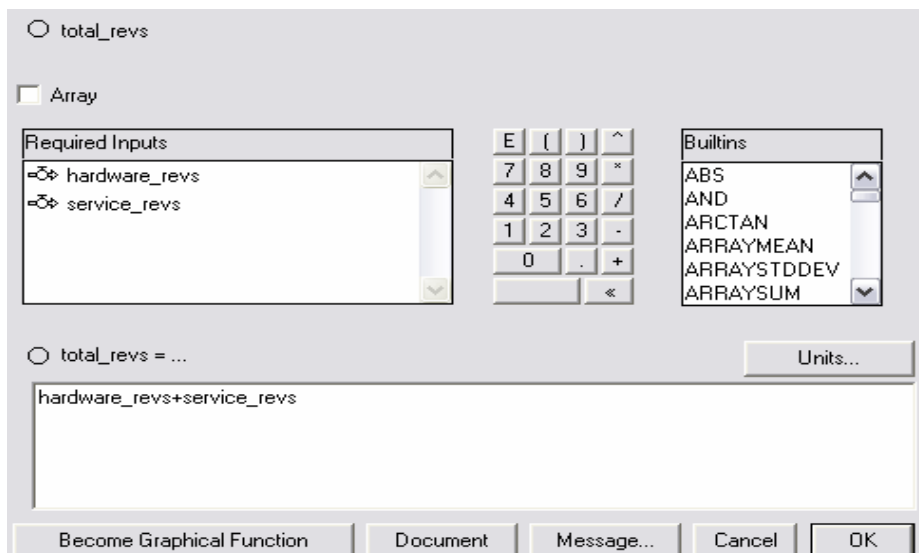 total_revs
Array
Required Inputs
hardware_revs
service_revs
E ( ) ^
7 8 9 *
4 5 6 /
1 2 3 -
0 . +
«
Builtins
ABS
AND
ARCTAN
ARRAYMEAN
ARRAYSTDDEV
ARRAYSUM
total_revs = ...
Units...
hardware_revs+service_revs
Become Graphical Function
Document
Message...
Cancel
OK